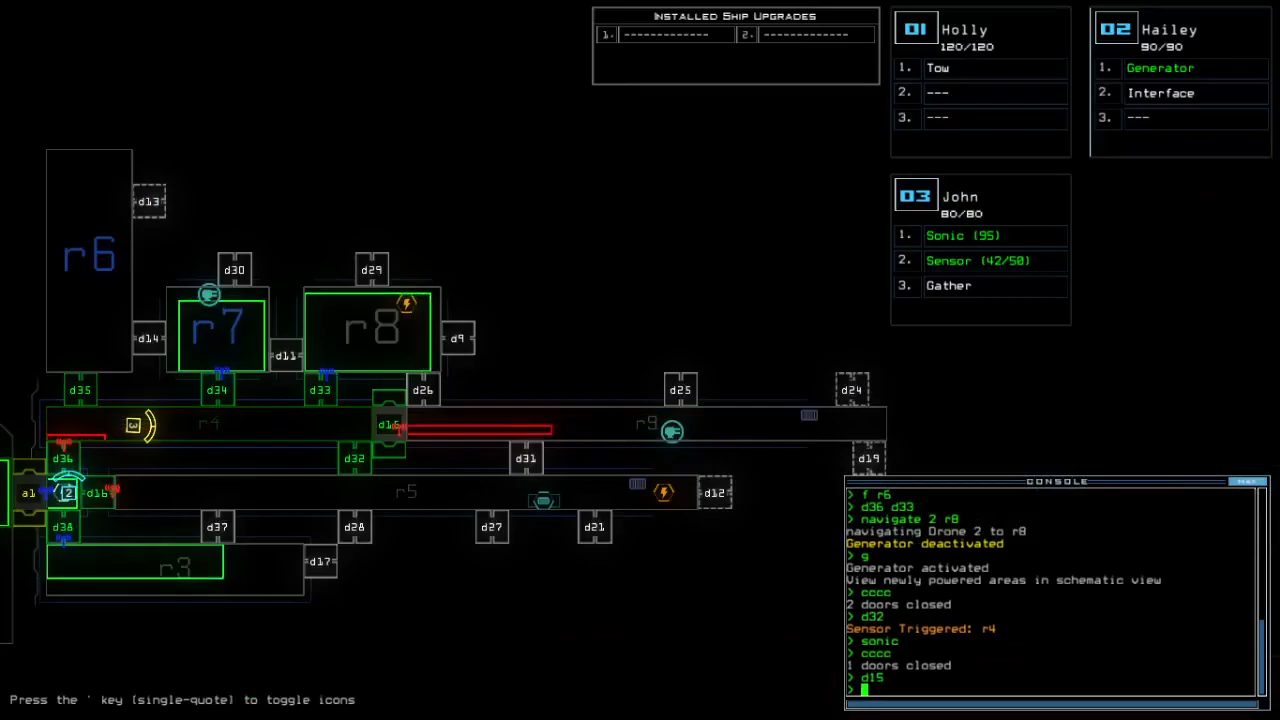 Installed Ship Upgrades
1. ------------- 2. -------------
01 Holly
120/120
1. Tow
2. ---
3. ---
02 Hailey
90/90
1. Generator
2. Interface
3. ---
03 John
80/80
1. Sonic (95)
2. Sensor (42/50)
3. Gather
d13
r6
d30
d29
r7
r8
d14
d11
d9
d35
d34
d33
d26
d25
d24
3
r4
d15
r9
d36
d32
d31
d19
a1
2
d16
r5
d12
d38
d37
d28
d27
d21
r3
d17
Console
> f r6
> d36 d33
> navigate 2 r8
navigating Drone 2 to r8
Generator deactivated
> g
Generator activated
View newly powered areas in schematic view
> cccc
2 doors closed
> d32
Sensor Triggered: r4
> sonic
> cccc
1 doors closed
> d15
>
Press the ' key (single-quote) to toggle icons